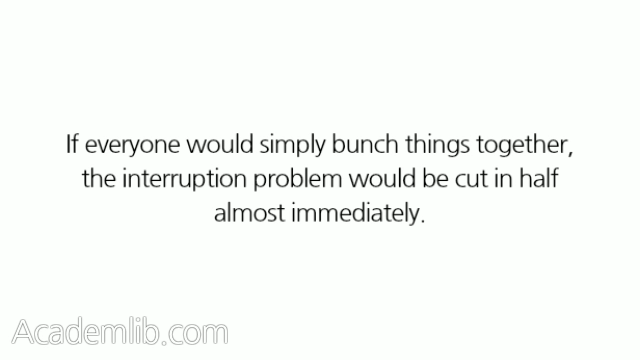 If everyone would simply bunch things together,
the interruption problem would be cut in half
almost immediately.
Academlib.com